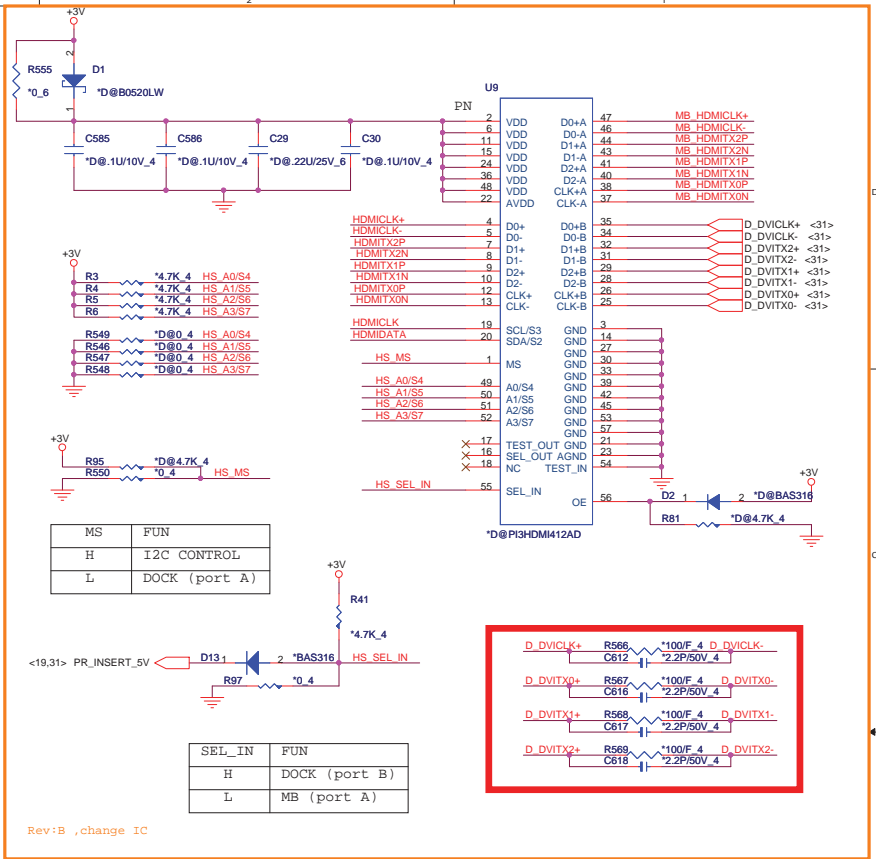 2
+3V
R555
*0_6
2
D1
*D@B0520LW
1
C585
*D@.1U/10V_4
C586
*D@.1U/10V_4
C29
*D@.22U/25V_6
C30
*D@.1U/10V_4
PN
U9
2 VDD D0+A 47 MB_HDMICLK+
6 VDD D0-A 46 MB_HDMICLK-
11 VDD D1+A 44 MB_HDMITX2P
15 VDD D1-A 43 MB_HDMITX2N
24 VDD D2+A 41 MB_HDMITX1P
36 VDD D2-A 40 MB_HDMITX1N
48 VDD CLK+A 38 MB_HDMITX0P
22 AVDD CLK-A 37 MB_HDMITX0N
HDMICLK+ 4 D0+ D0+B 35 D_DVICLK+ <31>
HDMICLK- 5 D0- D0-B 34 D_DVICLK- <31>
HDMITX2P 7 D1+ D1+B 32 D_DVITX2+ <31>
HDMITX2N 8 D1- D1-B 31 D_DVITX2- <31>
HDMITX1P 9 D2+ D2+B 29 D_DVITX1+ <31>
HDMITX1N 10 D2- D2-B 28 D_DVITX1- <31>
HDMITX0P 12 CLK+ CLK+B 26 D_DVITX0+ <31>
HDMITX0N 13 CLK- CLK-B 25 D_DVITX0- <31>
HDMICLK 19 SCL/S3 GND 3
HDMIDATA 20 SDA/S2 GND 14
GND 27
HS_MS 1 MS GND 30
GND 33
HS_A0/S4 49 A0/S4 GND 39
HS_A1/S5 50 A1/S5 GND 42
HS_A2/S6 51 A2/S6 GND 45
HS_A3/S7 52 A3/S7 GND 53
GND 57
17 TEST_OUT GND 21
16 SEL_OUT AGND 23
18 NC TEST_IN 54
HS_SEL_IN 55 SEL_IN
OE 56
*D@PI3HDMI412AD
+3V
R3 *4.7K_4 HS_A0/S4
R4 *4.7K_4 HS_A1/S5
R5 *4.7K_4 HS_A2/S6
R6 *4.7K_4 HS_A3/S7
R549 *D@0_4 HS_A0/S4
R546 *D@0_4 HS_A1/S5
R547 *D@0_4 HS_A2/S6
R548 *D@0_4 HS_A3/S7
+3V
R95 *D@4.7K_4
R550 *0_4 HS_MS
+3V
D2 1 2 *D@BAS316
R81 *D@4.7K_4
MS FUN
H I2C CONTROL
L DOCK (port A)
+3V
R41
*4.7K_4
<19,31> PR_INSERT_5V D13 1 2 *BAS316 HS_SEL_IN
R97 *0_4
D_DVICLK+ R566 *100/F_4 D_DVICLK-
C612 *2.2P/50V_4
D_DVITX0+ R567 *100/F_4 D_DVITX0-
C616 *2.2P/50V_4
D_DVITX1+ R568 *100/F_4 D_DVITX1-
C617 *2.2P/50V_4
D_DVITX2+ R569 *100/F_4 D_DVITX2-
C618 *2.2P/50V_4
SEL_IN FUN
H DOCK (port B)
L MB (port A)
Rev:B ,change IC
D
C